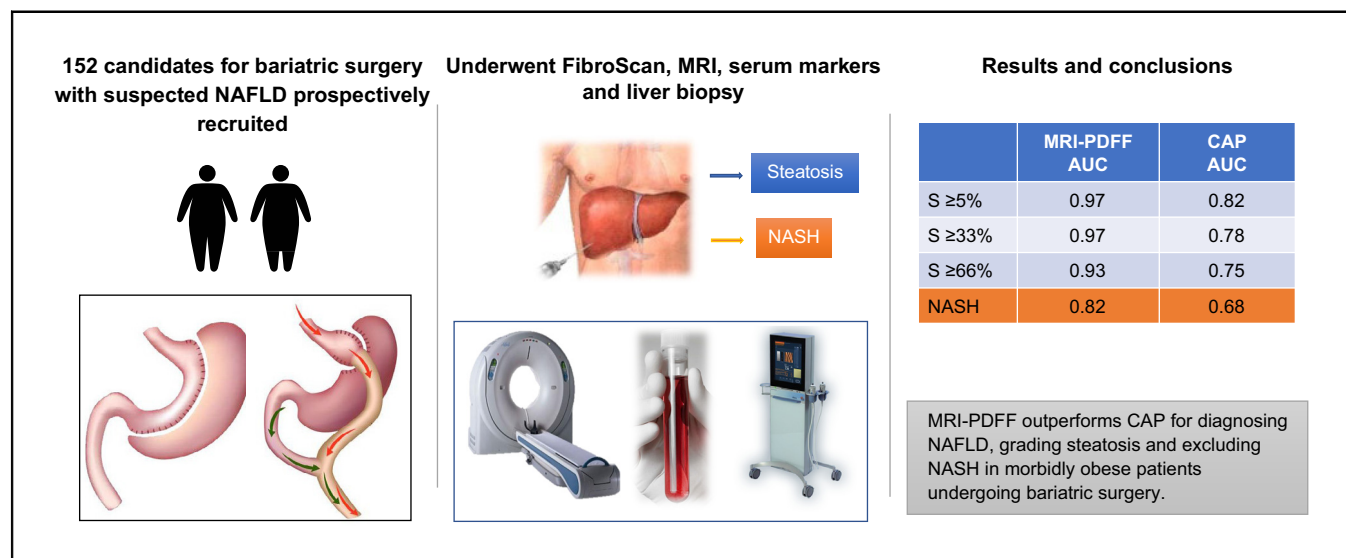 152 candidates for bariatric surgery
with suspected NAFLD prospectively
recruited
Underwent FibroScan, MRI, serum markers
and liver biopsy
Steatosis
NASH
Results and conclusions
MRI-PDFF AUC CAP AUC
S ≥5% 0.97 0.82
S ≥33% 0.97 0.78
S ≥66% 0.93 0.75
NASH 0.82 0.68
MRI-PDFF outperforms CAP for diagnosing
NAFLD, grading steatosis and excluding
NASH in morbidly obese patients
undergoing bariatric surgery.